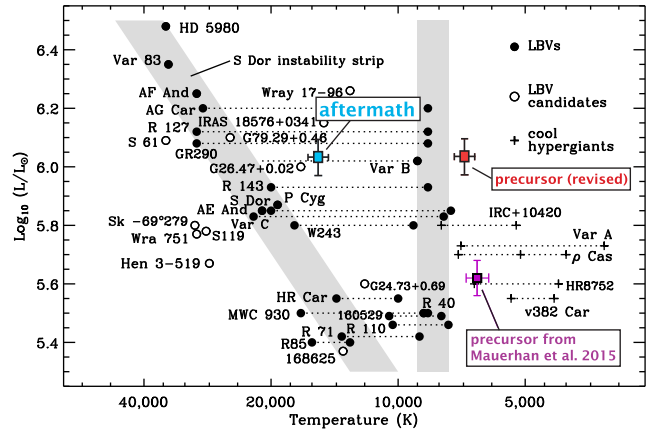 HD 5980
LBVs
Var 83
S Dor instability strip
AF And
Wray 17-96
LBV
candidates
AG Car
aftermath
IRAS 18576+0341
R 127
G79.29+0.46
cool
hypergiants
S 61
GR290
Var B
G26.47+0.02
precursor (revised)
R 143
S Dor
P Cyg
AE And
IRC+10420
Sk -69°279
Var C
W243
Var A
Wra 751
S119
ρ Cas
Hen 3-519
G24.73+0.69
HR8752
HR Car
R 40
MWC 930
160529
v382 Car
R 71
R 110
R85
168625
precursor from
Mauerhan et al. 2015
6.4
6.2
6.0
5.8
5.6
5.4
Log10 (L/L⊙)
40,000
20,000
10,000
5,000
Temperature (K)